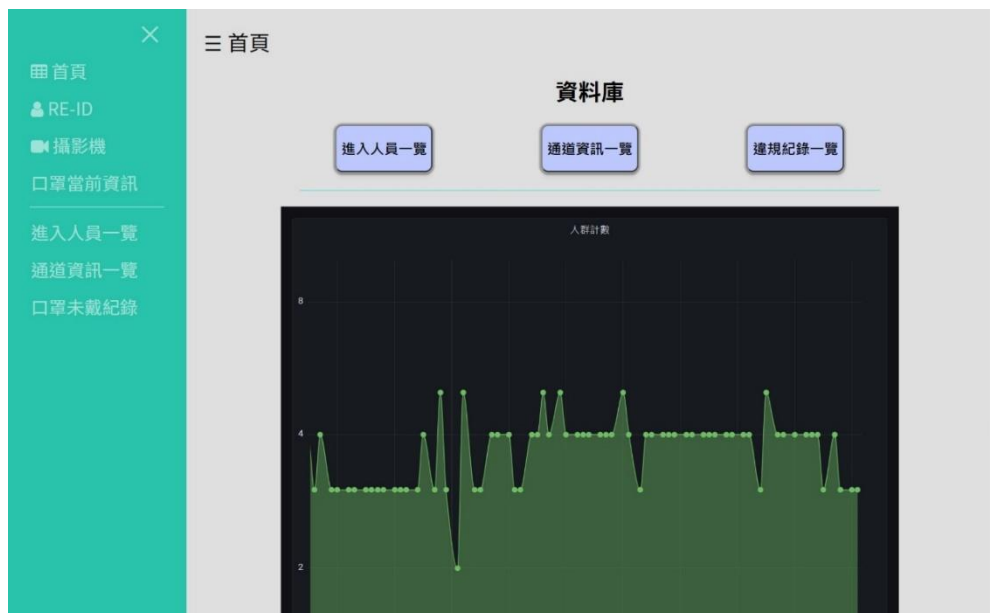 首頁
RE-ID
攝影機
口罩當前資訊
進入人員一覽
通道資訊一覽
口罩未戴紀錄
首頁
資料庫
進入人員一覽
通道資訊一覽
違規紀錄一覽
人群計數
8
4
2